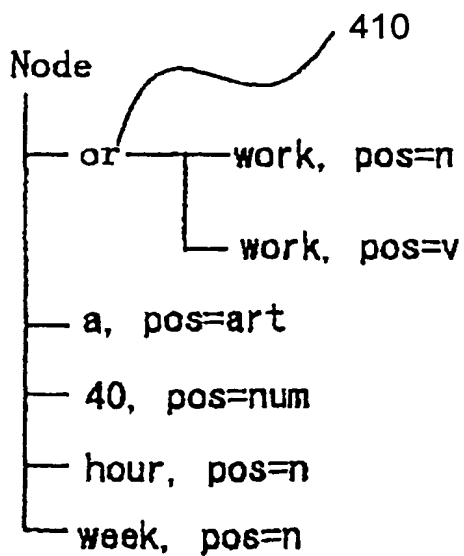 410
Node
or work, pos=n
work, pos=v
a, pos=art
40, pos=num
hour, pos=n
week, pos=n